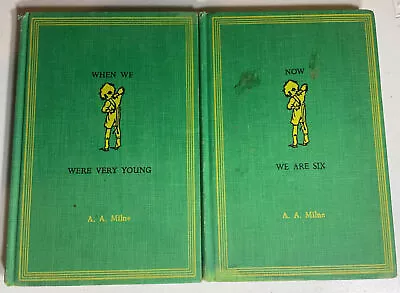 WHEN WE
WERE VERY YOUNG
A. A. Milne
NOW
WE ARE SIX
A. A. Milne